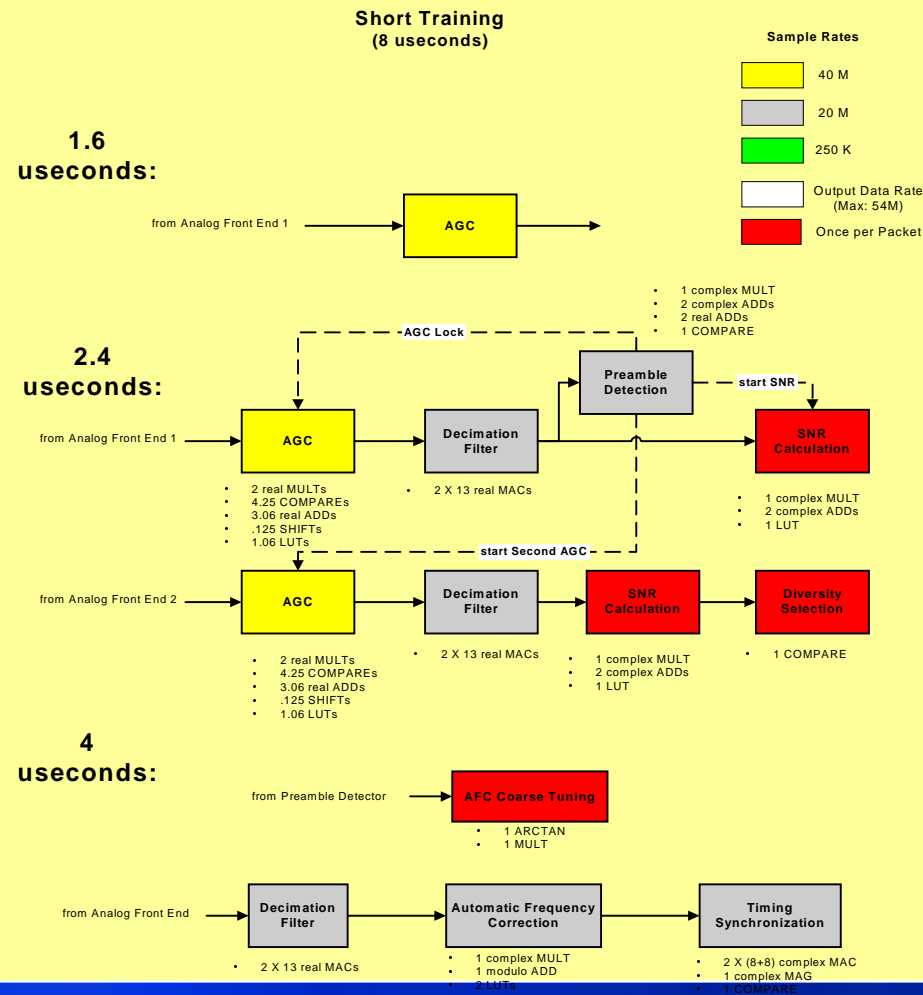 Short Training
(8 useconds)
Sample Rates
40 M
20 M
250 K
Output Data Rate
(Max: 54M)
Once per Packet
1.6
useconds:
from Analog Front End 1
AGC
• 1 complex MULT
• 2 complex ADDs
• 2 real ADDs
• 1 COMPARE
AGC Lock
2.4
useconds:
Preamble
Detection
start SNR
from Analog Front End 1
AGC
Decimation
Filter
SNR
Calculation
• 2 real MULTs
• 4.25 COMPAREs
• 3.06 real ADDs
• .125 SHIFTs
• 1.06 LUTs
• 2 X 13 real MACs
• 1 complex MULT
• 2 complex ADDs
• 1 LUT
start Second AGC
from Analog Front End 2
AGC
Decimation
Filter
SNR
Calculation
Diversity
Selection
• 2 real MULTs
• 4.25 COMPAREs
• 3.06 real ADDs
• .125 SHIFTs
• 1.06 LUTs
• 2 X 13 real MACs
• 1 complex MULT
• 2 complex ADDs
• 1 LUT
• 1 COMPARE
4
useconds:
from Preamble Detector
AFC Coarse Tuning
• 1 ARCTAN
• 1 MULT
from Analog Front End
Decimation
Filter
Automatic Frequency
Correction
Timing
Synchronization
• 2 X 13 real MACs
• 1 complex MULT
• 1 modulo ADD
• 2 LUTs
• 2 X (8+8) complex MAC
• 1 complex MAG
• 1 COMPARE